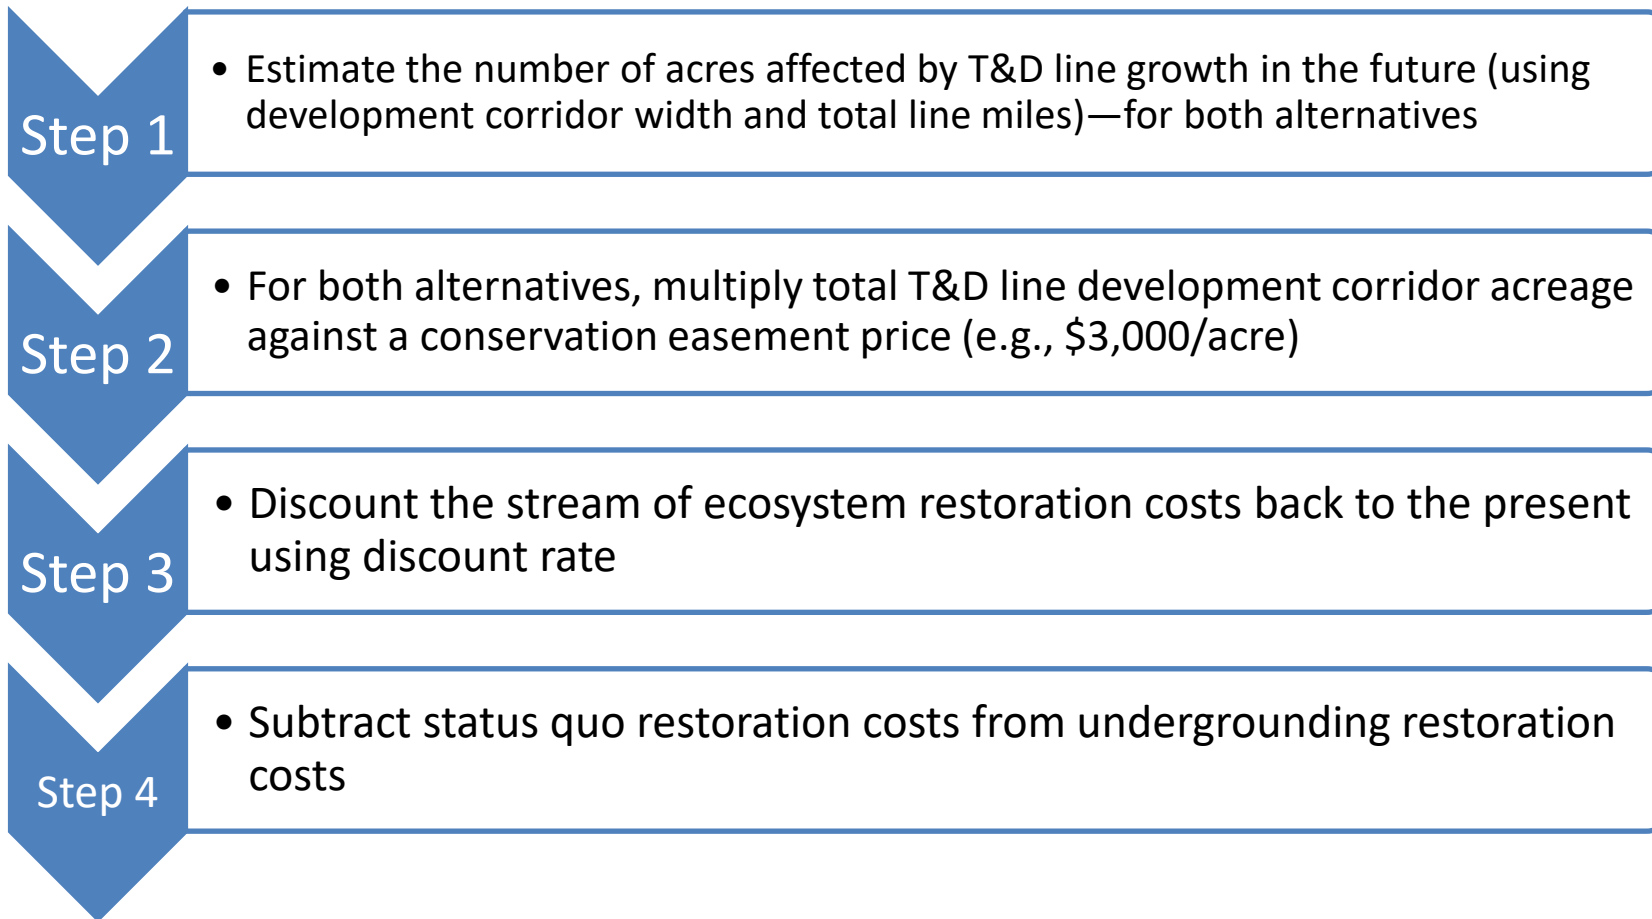 Step 1
• Estimate the number of acres affected by T&D line growth in the future (using
development corridor width and total line miles)—for both alternatives
Step 2
• For both alternatives, multiply total T&D line development corridor acreage
against a conservation easement price (e.g., $3,000/acre)
Step 3
• Discount the stream of ecosystem restoration costs back to the present
using discount rate
Step 4
• Subtract status quo restoration costs from undergrounding restoration
costs